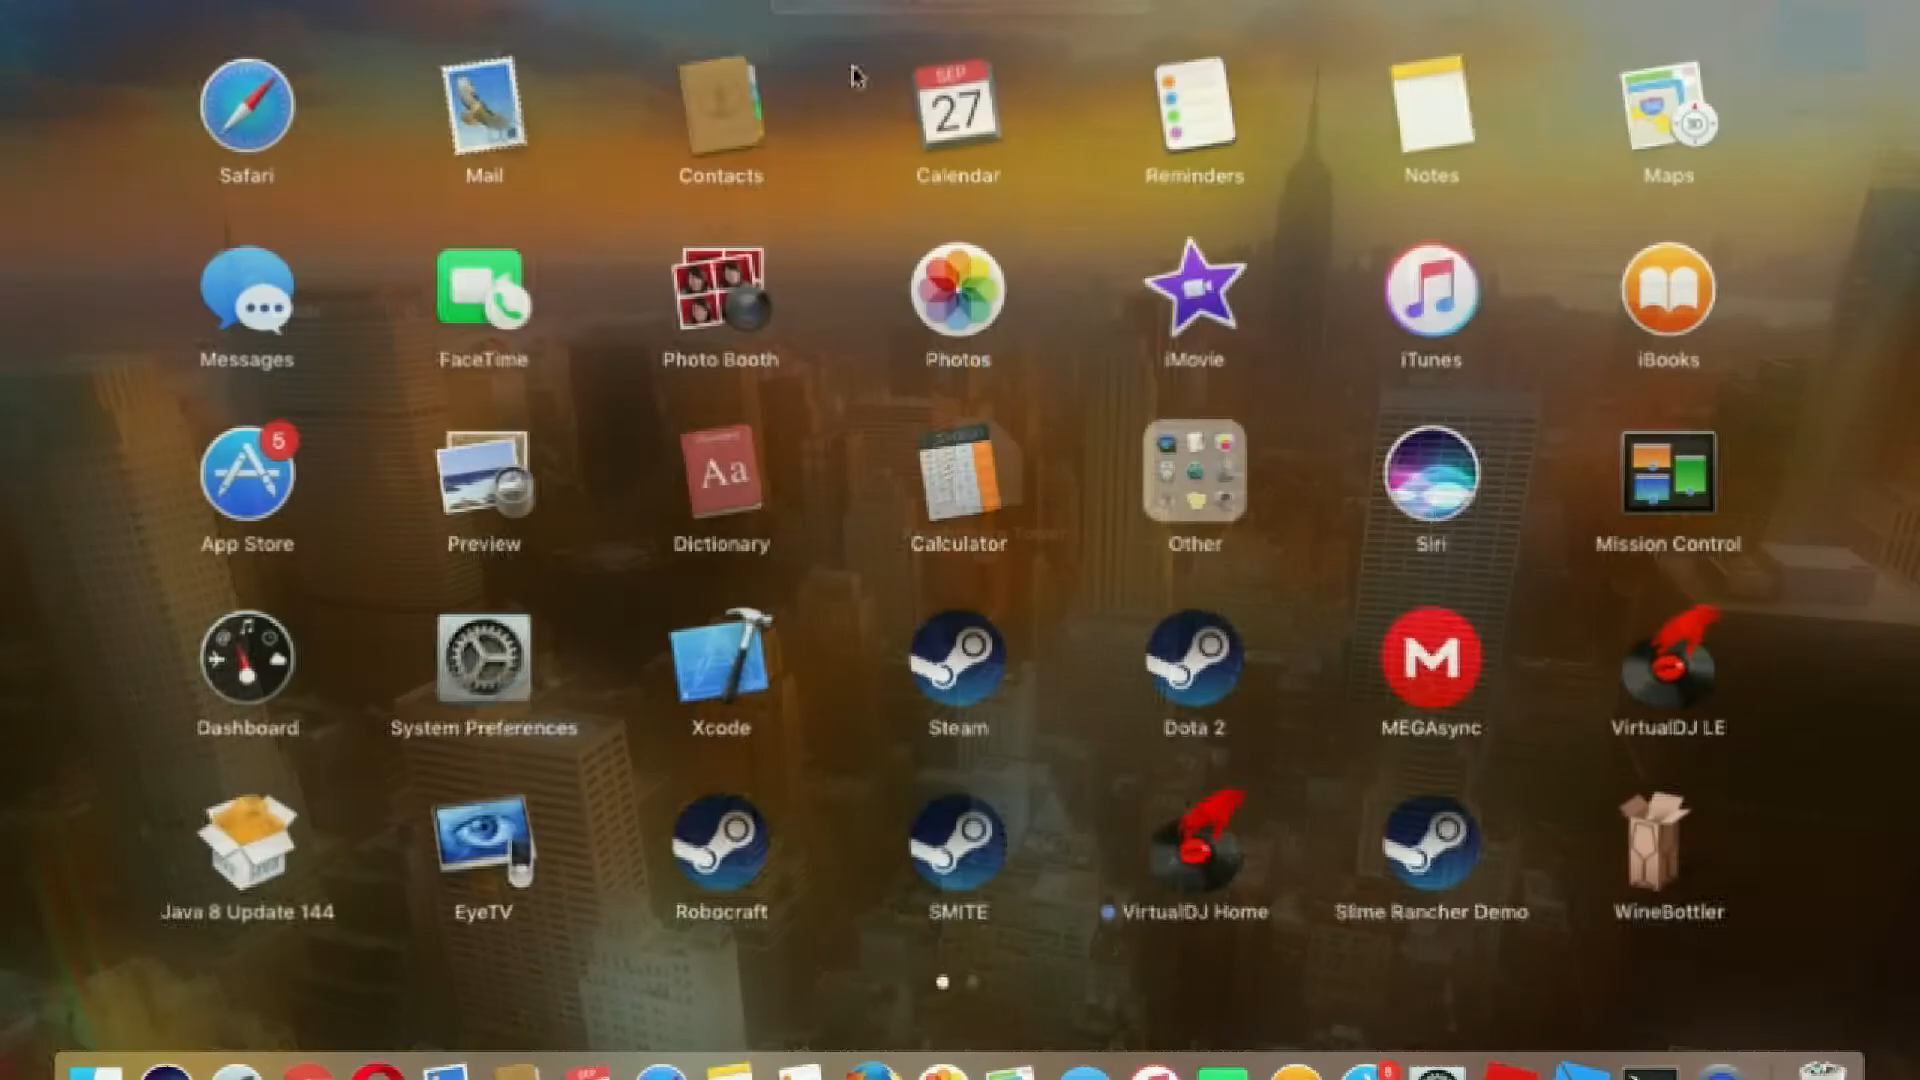 SEP
27
Safari
Mail
Contacts
Calendar
Reminders
Notes
3D
Maps
Messages
FaceTime
Photo Booth
Photos
iMovie
iTunes
iBooks
5
Aa
App Store
Preview
Dictionary
Calculator
Other
Siri
Mission Control
M
Dashboard
System Preferences
Xcode
Steam
Dota 2
MEGAsync
VirtualDJ LE
Java 8 Update 144
EyeTV
Robocraft
SMITE
VirtualDJ Home
Slime Rancher Demo
WineBottler
SEP